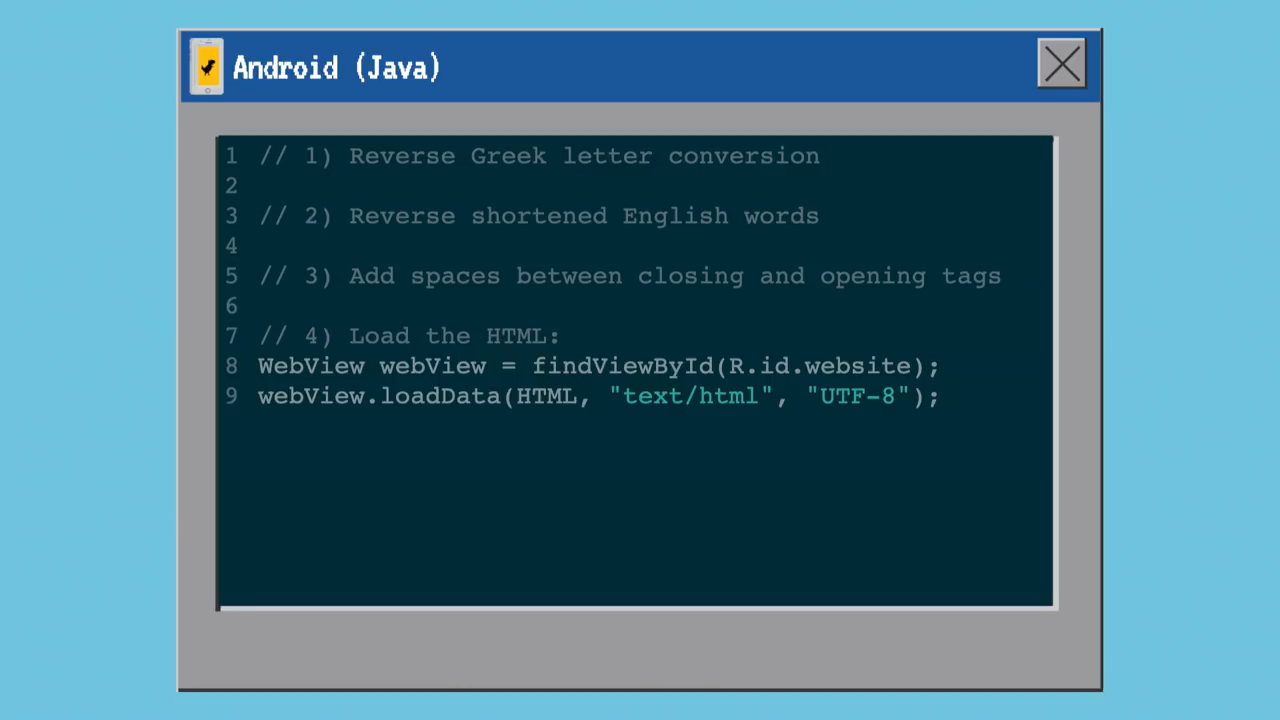 Android (Java)
1 // 1) Reverse Greek letter conversion
2
3 // 2) Reverse shortened English words
4
5 // 3) Add spaces between closing and opening tags
6
7 // 4) Load the HTML:
8 WebView webView = findViewById(R.id.website);
9 webView.loadData(HTML, "text/html", "UTF-8");